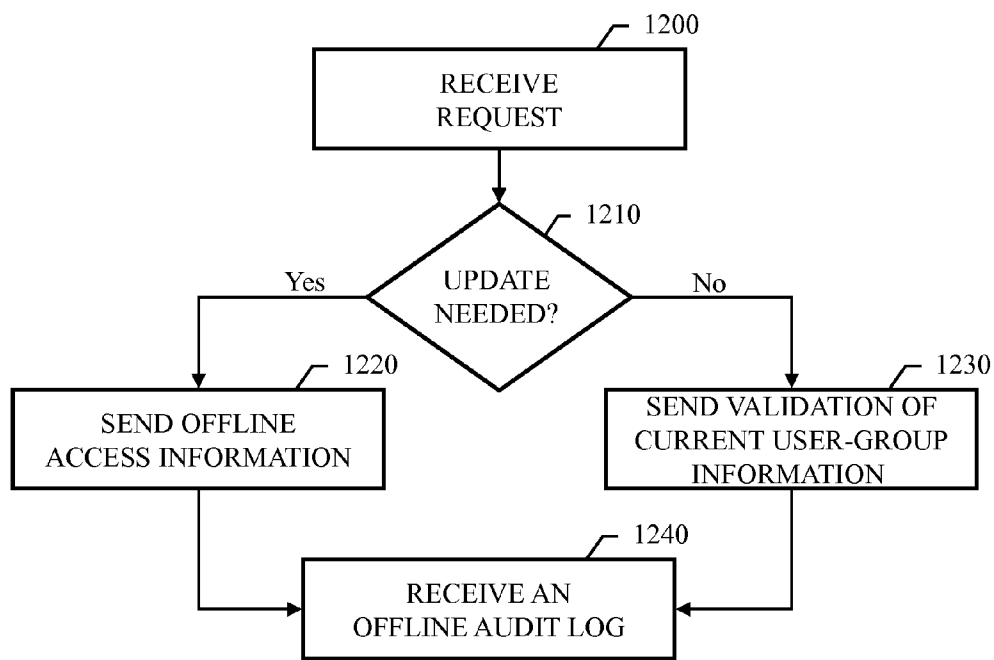 1200
RECEIVE
REQUEST
1210
UPDATE
NEEDED?
Yes
No
1220
SEND OFFLINE
ACCESS INFORMATION
1230
SEND VALIDATION OF
CURRENT USER-GROUP
INFORMATION
1240
RECEIVE AN
OFFLINE AUDIT LOG